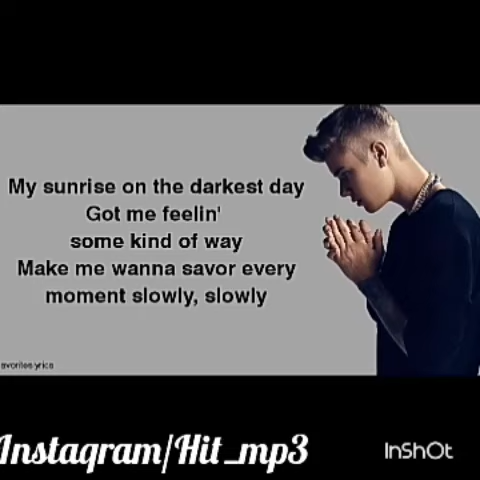 My sunrise on the darkest day
Got me feelin'
some kind of way
Make me wanna savor every
moment slowly, slowly
avoriteslyrics
Instagram/Hit_mp3
InShOt